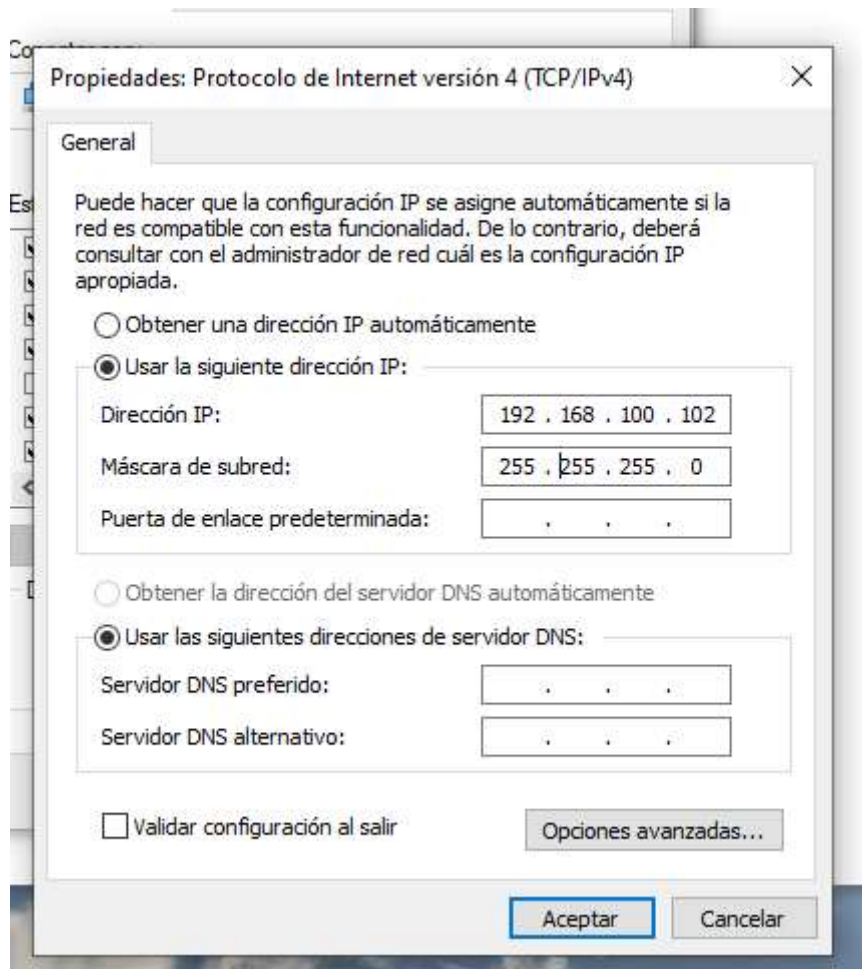 Propiedades: Protocolo de Internet versión 4 (TCP/IPv4)
General
Puede hacer que la configuración IP se asigne automáticamente si la
red es compatible con esta funcionalidad. De lo contrario, deberá
consultar con el administrador de red cuál es la configuración IP
apropiada.
Obtener una dirección IP automáticamente
Usar la siguiente dirección IP:
Dirección IP: 192 . 168 . 100 . 102
Máscara de subred: 255 . 255 . 255 . 0
Puerta de enlace predeterminada: . . .
Obtener la dirección del servidor DNS automáticamente
Usar las siguientes direcciones de servidor DNS:
Servidor DNS preferido: . . .
Servidor DNS alternativo: . . .
Validar configuración al salir Opciones avanzadas...
Aceptar Cancelar